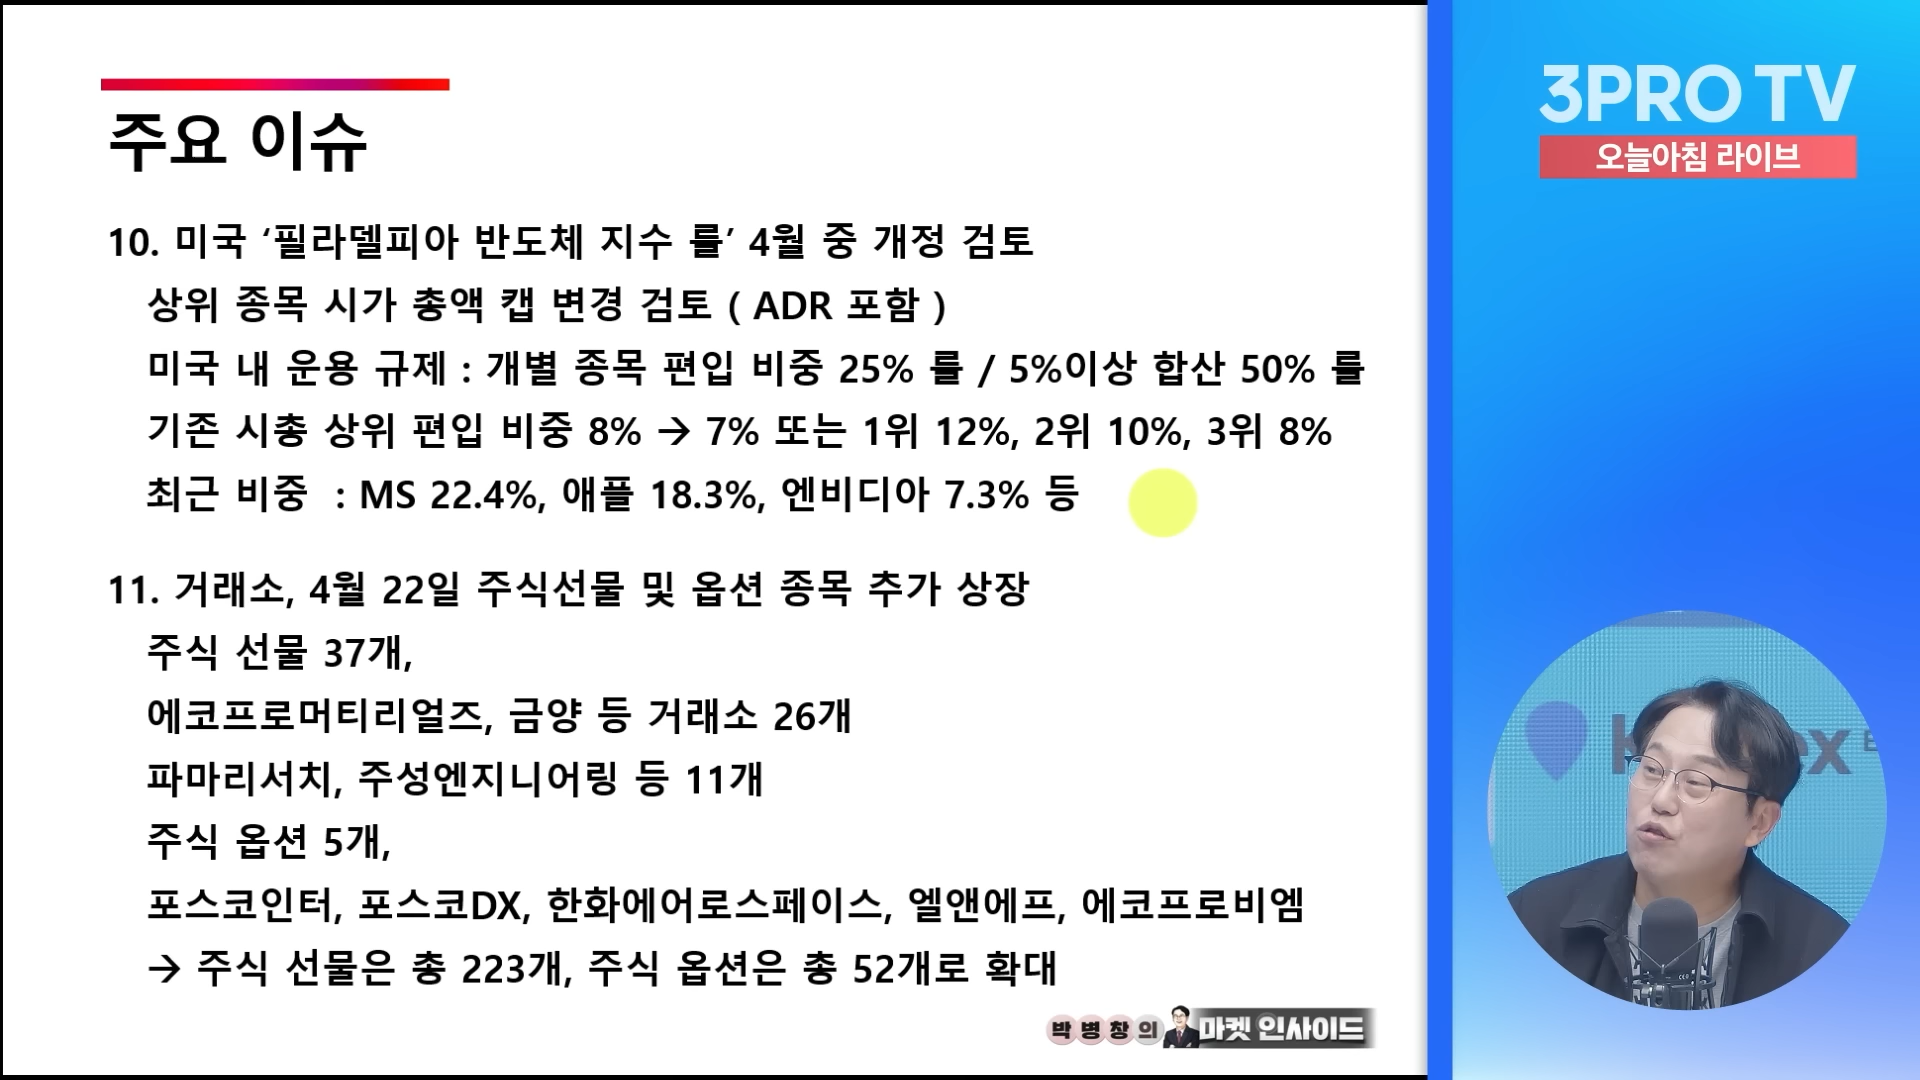 주요 이슈
10. 미국 ‘필라델피아 반도체 지수 룰’ 4월 중 개정 검토
상위 종목 시가 총액 캡 변경 검토 ( ADR 포함 )
미국 내 운용 규제 : 개별 종목 편입 비중 25% 룰 / 5%이상 합산 50% 룰
기존 시총 상위 편입 비중 8% → 7% 또는 1위 12%, 2위 10%, 3위 8%
최근 비중 : MS 22.4%, 애플 18.3%, 엔비디아 7.3% 등
11. 거래소, 4월 22일 주식선물 및 옵션 종목 추가 상장
주식 선물 37개,
에코프로머티리얼즈, 금양 등 거래소 26개
파마리서치, 주성엔지니어링 등 11개
주식 옵션 5개,
포스코인터, 포스코DX, 한화에어로스페이스, 엘앤에프, 에코프로비엠
→ 주식 선물은 총 223개, 주식 옵션은 총 52개로 확대
박병창의 마켓 인사이드
3PRO TV
오늘아침 라이브